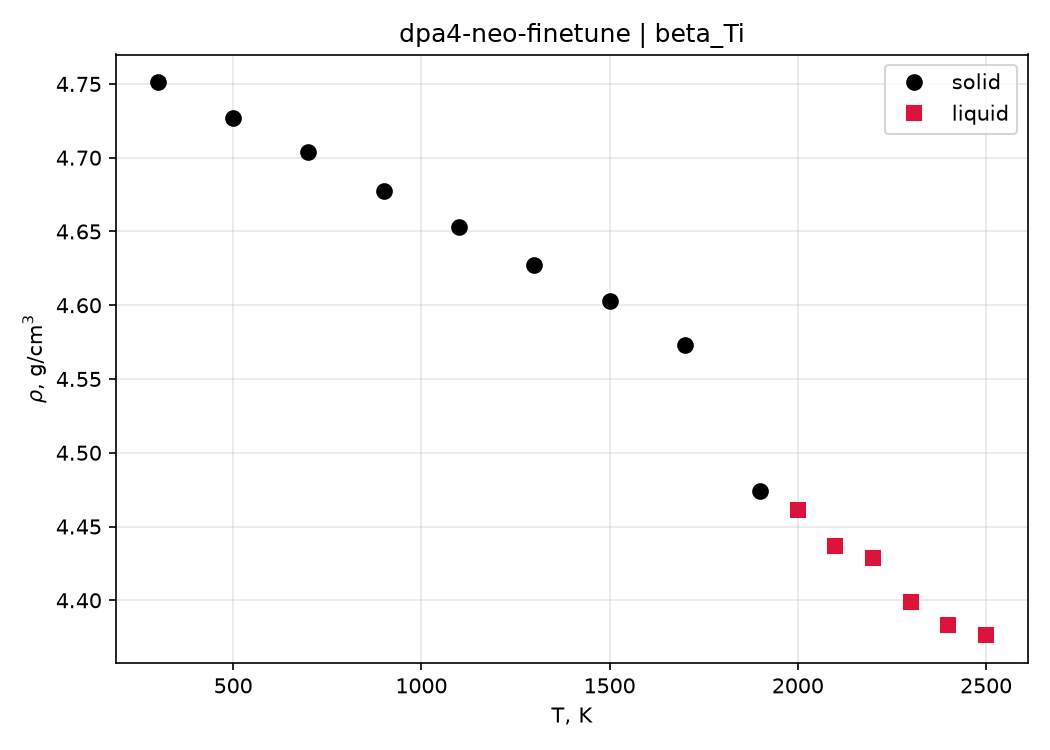 dpa4-neo-finetune | beta_Ti
solid
liquid
4.75
4.70
4.65
4.60
4.55
4.50
4.45
4.40
ρ, g/cm³
500
1000
1500
2000
2500
T, K